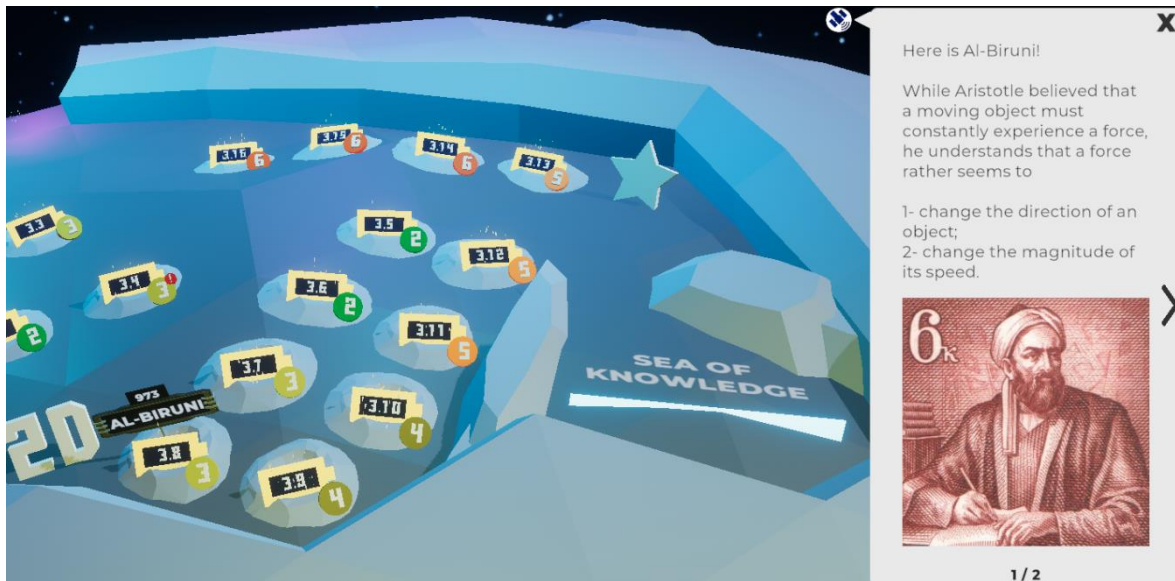 3.16
6
3.15
6
3.14
6
3.13
5
3.3
3
3.4
3
!
3.5
2
3.12
5
3.6
2
3.11
5
2
3.7
3
3.10
4
20
973
AL-BIRUNI
3.8
3
3.9
4
SEA OF
KNOWLEDGE
X
Here is Al-Biruni!
While Aristotle believed that
a moving object must
constantly experience a force,
he understands that a force
rather seems to
1- change the direction of an
object;
2- change the magnitude of
its speed.
6K
1 / 2